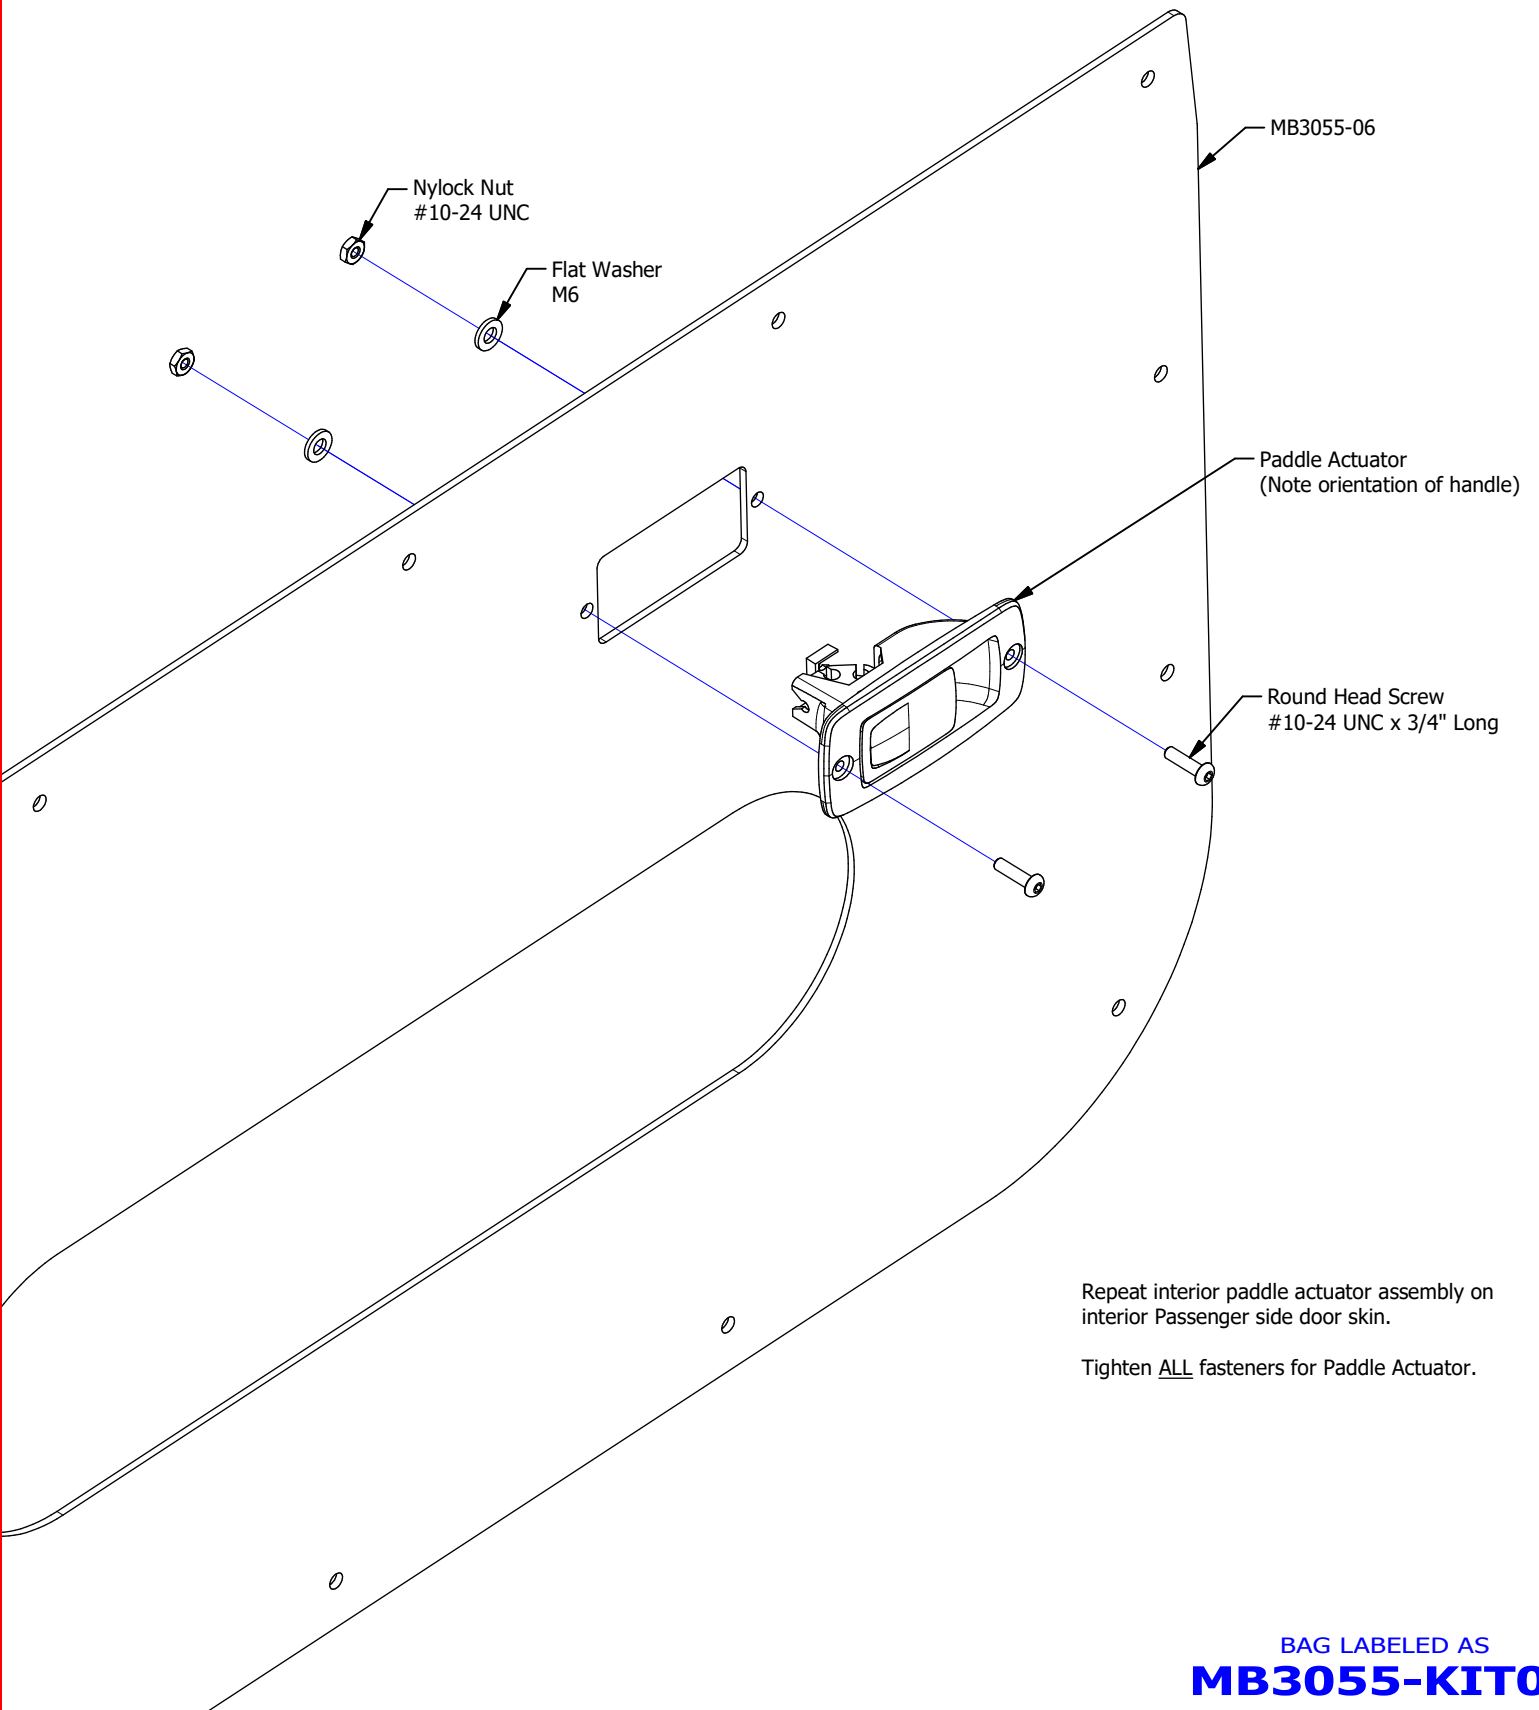 MB3055-06
Nylock Nut
#10-24 UNC
Flat Washer
M6
Paddle Actuator
(Note orientation of handle)
Round Head Screw
#10-24 UNC x 3/4" Long
Repeat interior paddle actuator assembly on
interior Passenger side door skin.
Tighten ALL fasteners for Paddle Actuator.
BAG LABELED AS
MB3055-KIT0